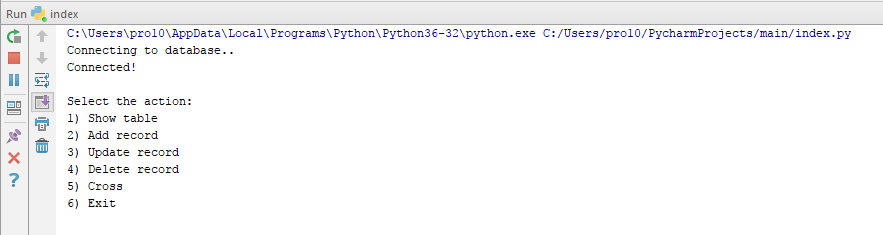 Run index
C:\Users\pro10\AppData\Local\Programs\Python\Python36-32\python.exe C:/Users/pro10/PycharmProjects/main/index.py
Connecting to database..
Connected!
Select the action:
1) Show table
2) Add record
3) Update record
4) Delete record
5) Cross
6) Exit